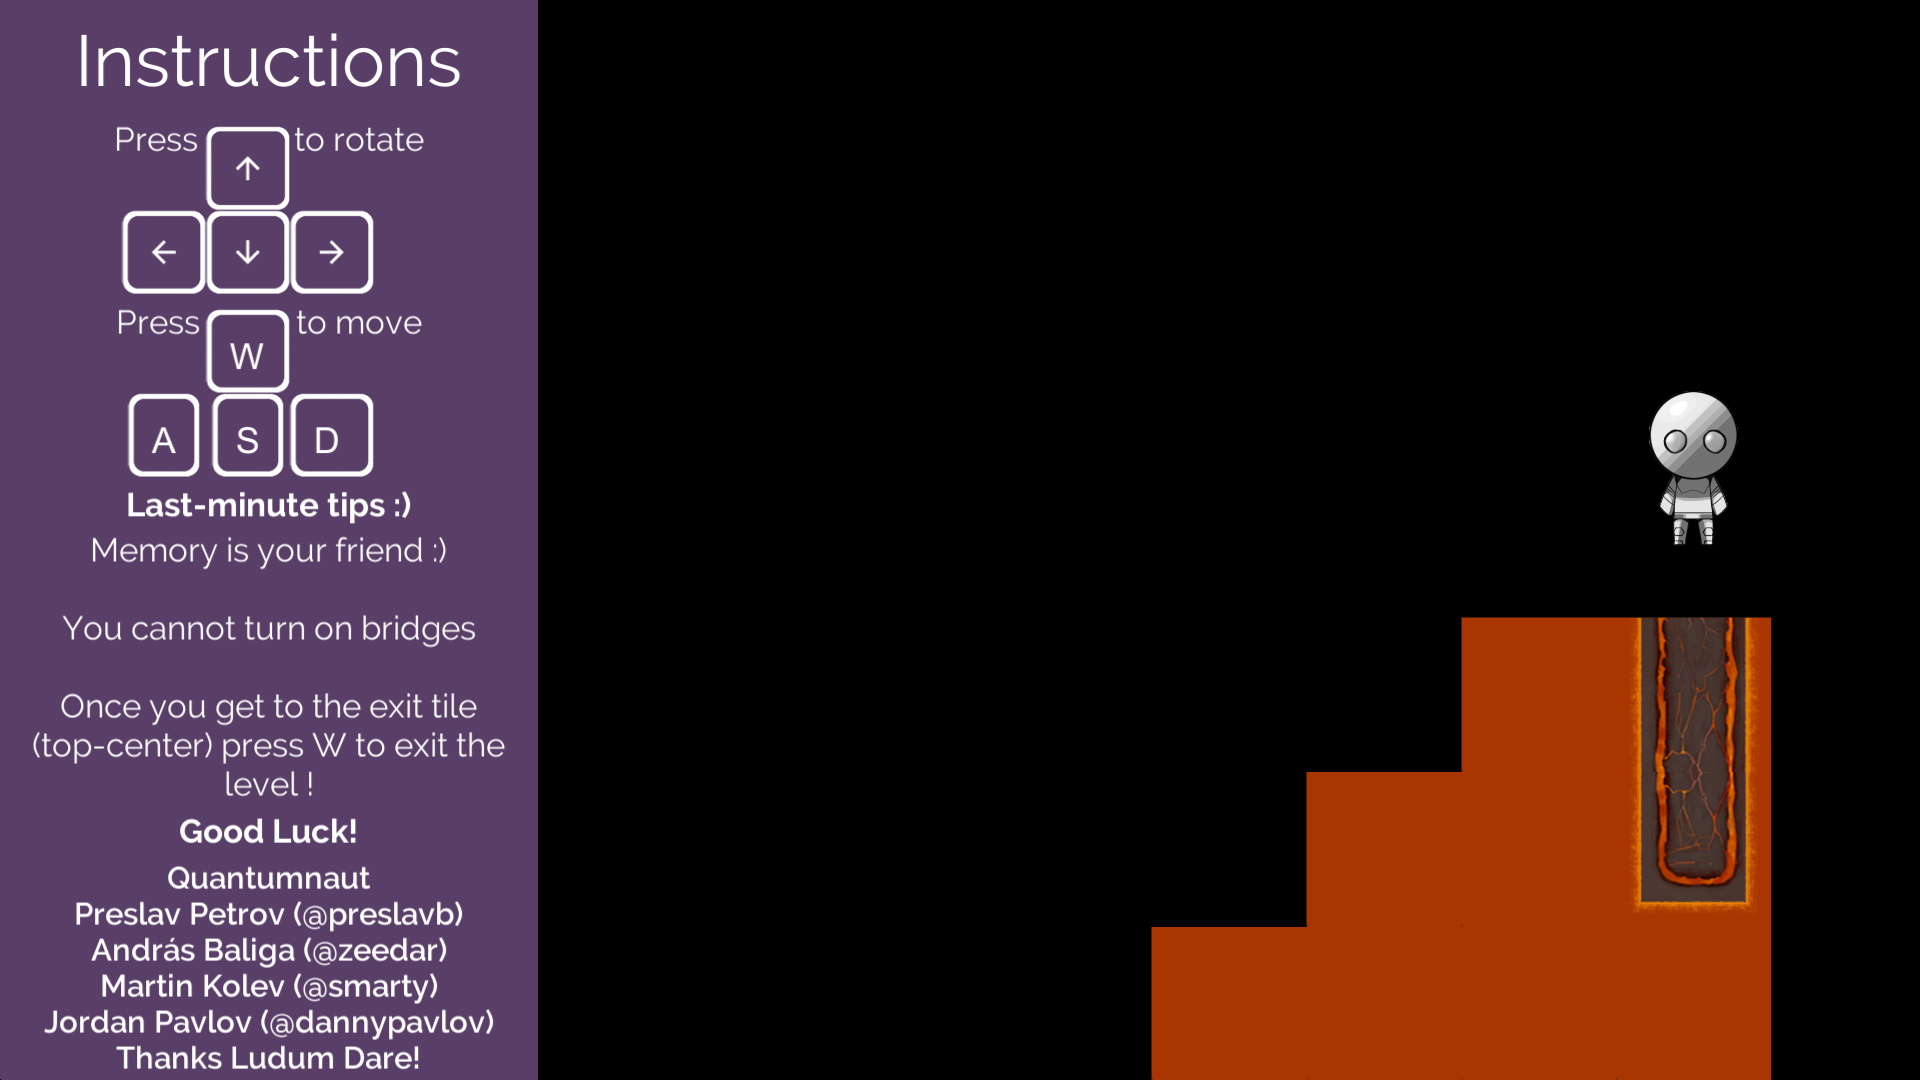 Instructions
Press ↑ to rotate
← ↓ →
Press W to move
A S D
Last-minute tips :)
Memory is your friend :)
You cannot turn on bridges
Once you get to the exit tile
(top-center) press W to exit the
level !
Good Luck!
Quantumnaut
Preslav Petrov (@preslavb)
András Baliga (@zeedar)
Martin Kolev (@smarty)
Jordan Pavlov (@dannypavlov)
Thanks Ludum Dare!